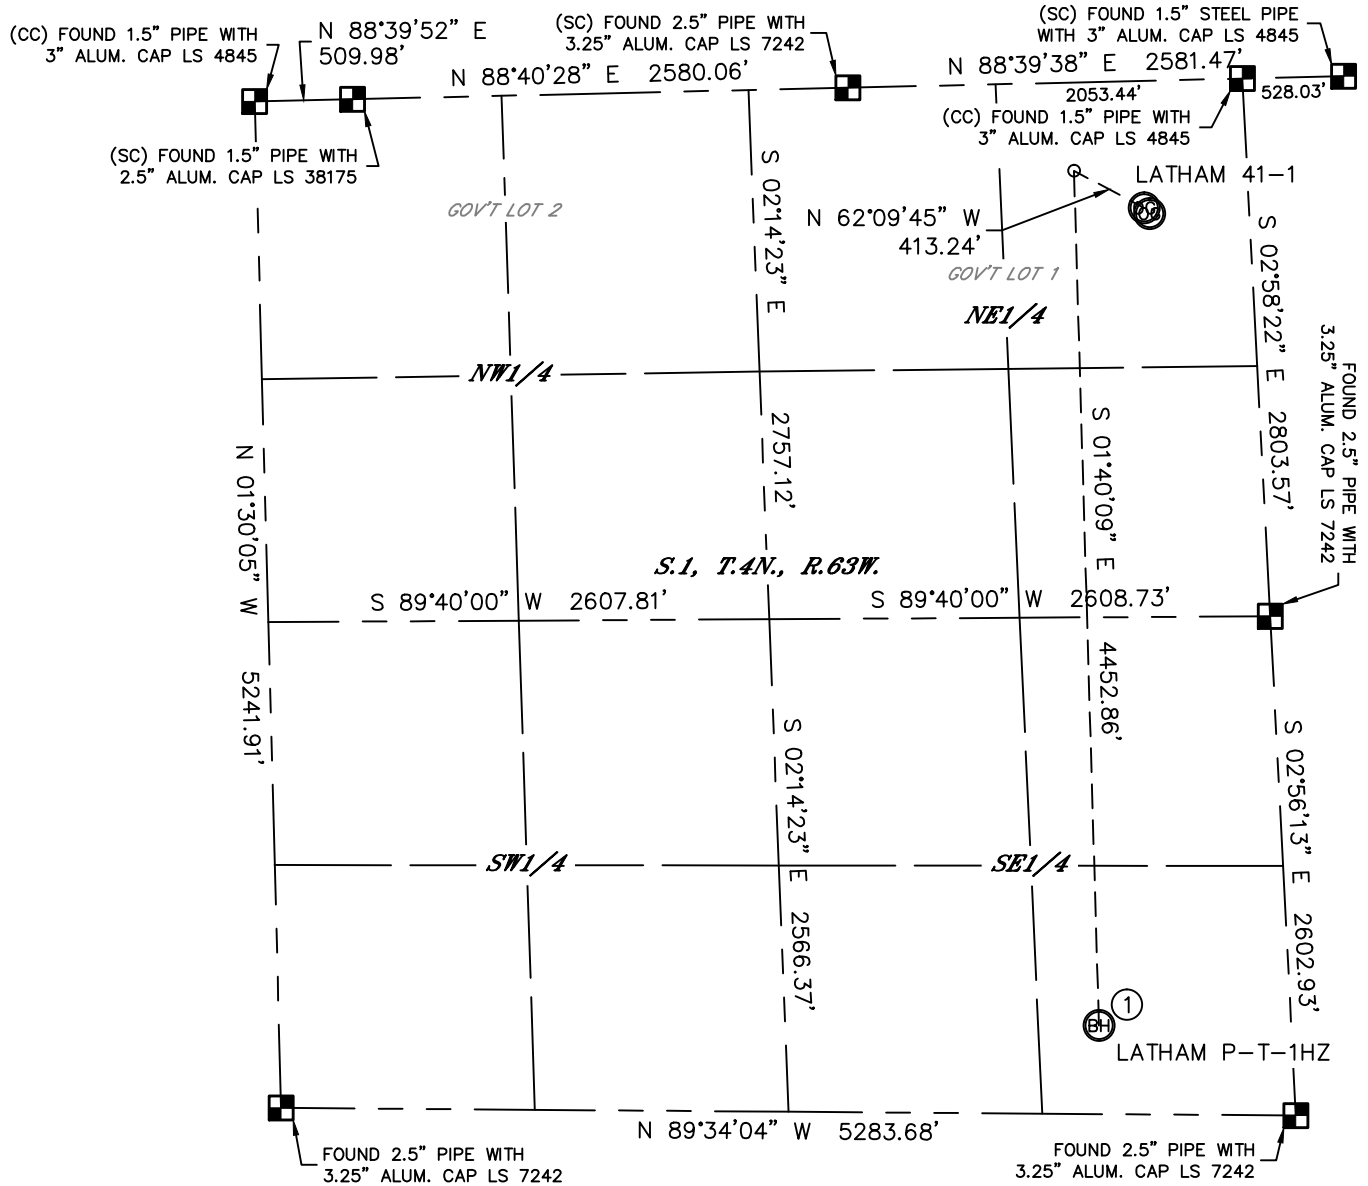 (CC) FOUND 1.5" PIPE WITH
3" ALUM. CAP LS 4845
N 88°39'52" E
509.98'
(SC) FOUND 2.5" PIPE WITH
3.25" ALUM. CAP LS 7242
(SC) FOUND 1.5" STEEL PIPE
WITH 3" ALUM. CAP LS 4845
N 88°40'28" E 2580.06'
N 88°39'38" E 2581.47'
2053.44'
528.03'
(CC) FOUND 1.5" PIPE WITH
3" ALUM. CAP LS 4845
(SC) FOUND 1.5" PIPE WITH
2.5" ALUM. CAP LS 38175
LATHAM 41-1
GOV'T LOT 2
N 62°09'45" W
413.24'
GOV'T LOT 1
S 02°14'23" E
2757.12'
S 02°58'22" E 2803.57'
NE1/4
NW1/4
FOUND 2.5" PIPE WITH
3.25" ALUM. CAP LS 7242
N 01°30'05" W
5241.91'
S 01°40'09" E
4452.86'
S.1, T.4N., R.63W.
S 89°40'00" W 2607.81'
S 89°40'00" W 2608.73'
S 02°14'23" E 2566.37'
S 02°56'13" E 2602.93'
SW1/4
SE1/4
1
BH
LATHAM P-T-1HZ
N 89°34'04" W 5283.68'
FOUND 2.5" PIPE WITH
3.25" ALUM. CAP LS 7242
FOUND 2.5" PIPE WITH
3.25" ALUM. CAP LS 7242